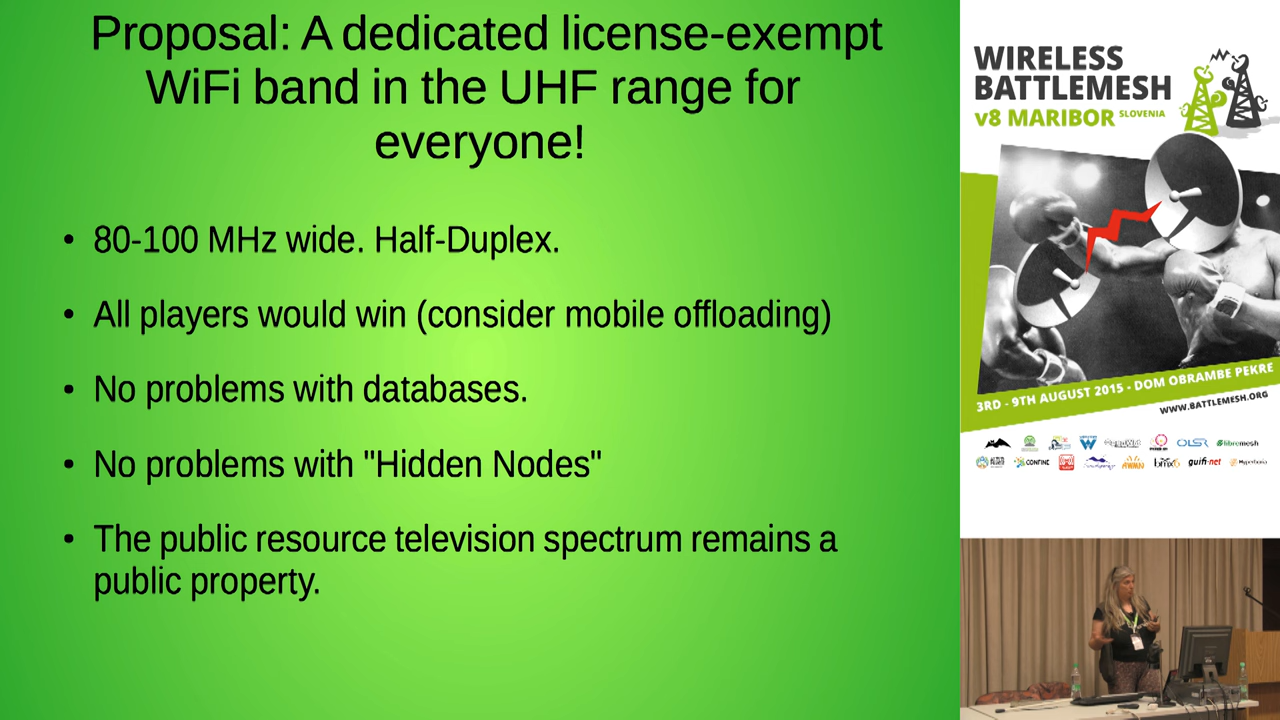 Proposal: A dedicated license-exempt
WiFi band in the UHF range for
everyone!
• 80-100 MHz wide. Half-Duplex.
• All players would win (consider mobile offloading)
• No problems with databases.
• No problems with "Hidden Nodes"
• The public resource television spectrum remains a
public property.
WIRELESS
BATTLEMESH
v8 MARIBOR SLOVENIA
3RD - 9TH AUGUST 2015 - DOM OBRAMBE PEKRE
WWW.BATTLEMESH.ORG
OLSR libremesh
CONFINE AWMN bmx6 guifi·net Hyperboria